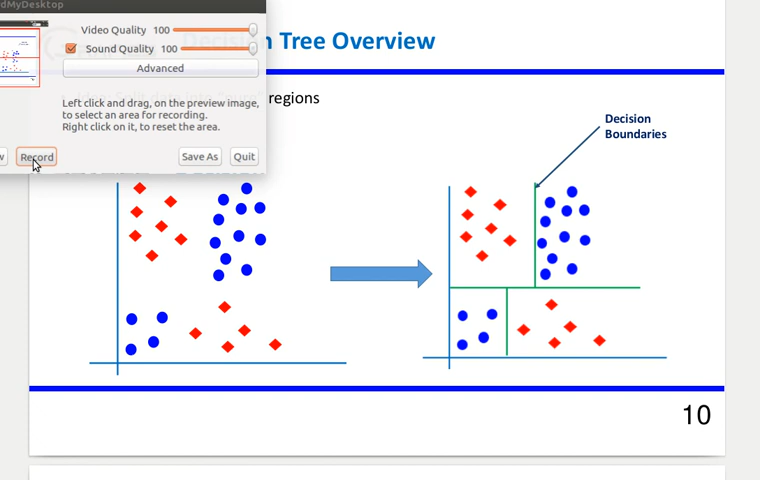 dMyDesktop
Video Quality 100
Sound Quality 100
Advanced
Left click and drag, on the preview image,
to select an area for recording.
Right click on it, to reset the area.
w Record Save As Quit
n Tree Overview
regions
Decision
Boundaries
10